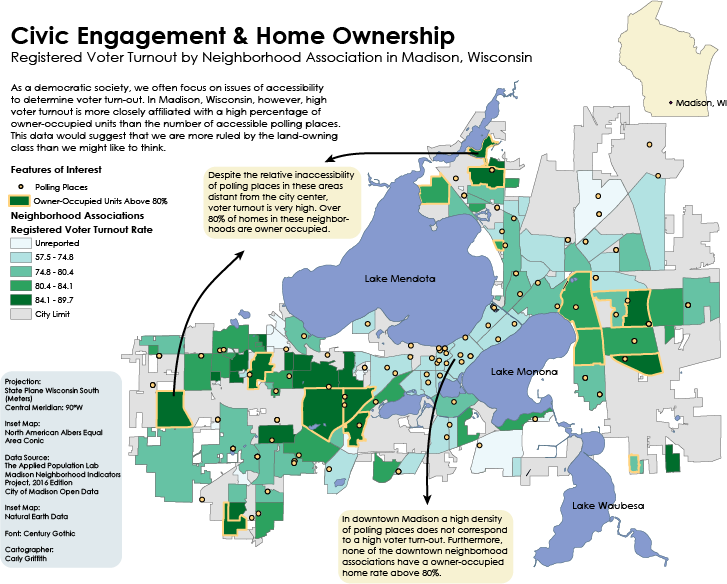 Civic Engagement & Home Ownership
Registered Voter Turnout by Neighborhood Association in Madison, Wisconsin
As a democratic society, we often focus on issues of accessibility
to determine voter turn-out. In Madison, Wisconsin, however, high
voter turnout is more closely affiliated with a high percentage of
owner-occupied units than the number of accessible polling places.
This data would suggest that we are more ruled by the land-owning
class than we might like to think.
Features of Interest
Polling Places
Owner-Occupied Units Above 80%
Neighborhood Associations
Registered Voter Turnout Rate
Unreported
57.5 - 74.8
74.8 - 80.4
80.4 - 84.1
84.1 - 89.7
City Limit
Despite the relative inaccessibility
of polling places in these areas
distant from the city center,
voter turnout is very high. Over
80% of homes in these neighbor-
hoods are owner occupied.
Madison, WI
Lake Mendota
Lake Monona
Lake Waubesa
Projection:
State Plane Wisconsin South
(Meters)
Central Meridian: 90°W
Inset Map:
North American Albers Equal
Area Conic
Data Source:
The Applied Population Lab
Madison Neighborhood Indicators
Project, 2016 Edition
City of Madison Open Data
Inset Map:
Natural Earth Data
Font: Century Gothic
Cartographer:
Carly Griffith
In downtown Madison a high density
of polling places does not correspond
to a high voter turn-out. Furthermore,
none of the downtown neighborhood
associations have a owner-occupied
home rate above 80%.